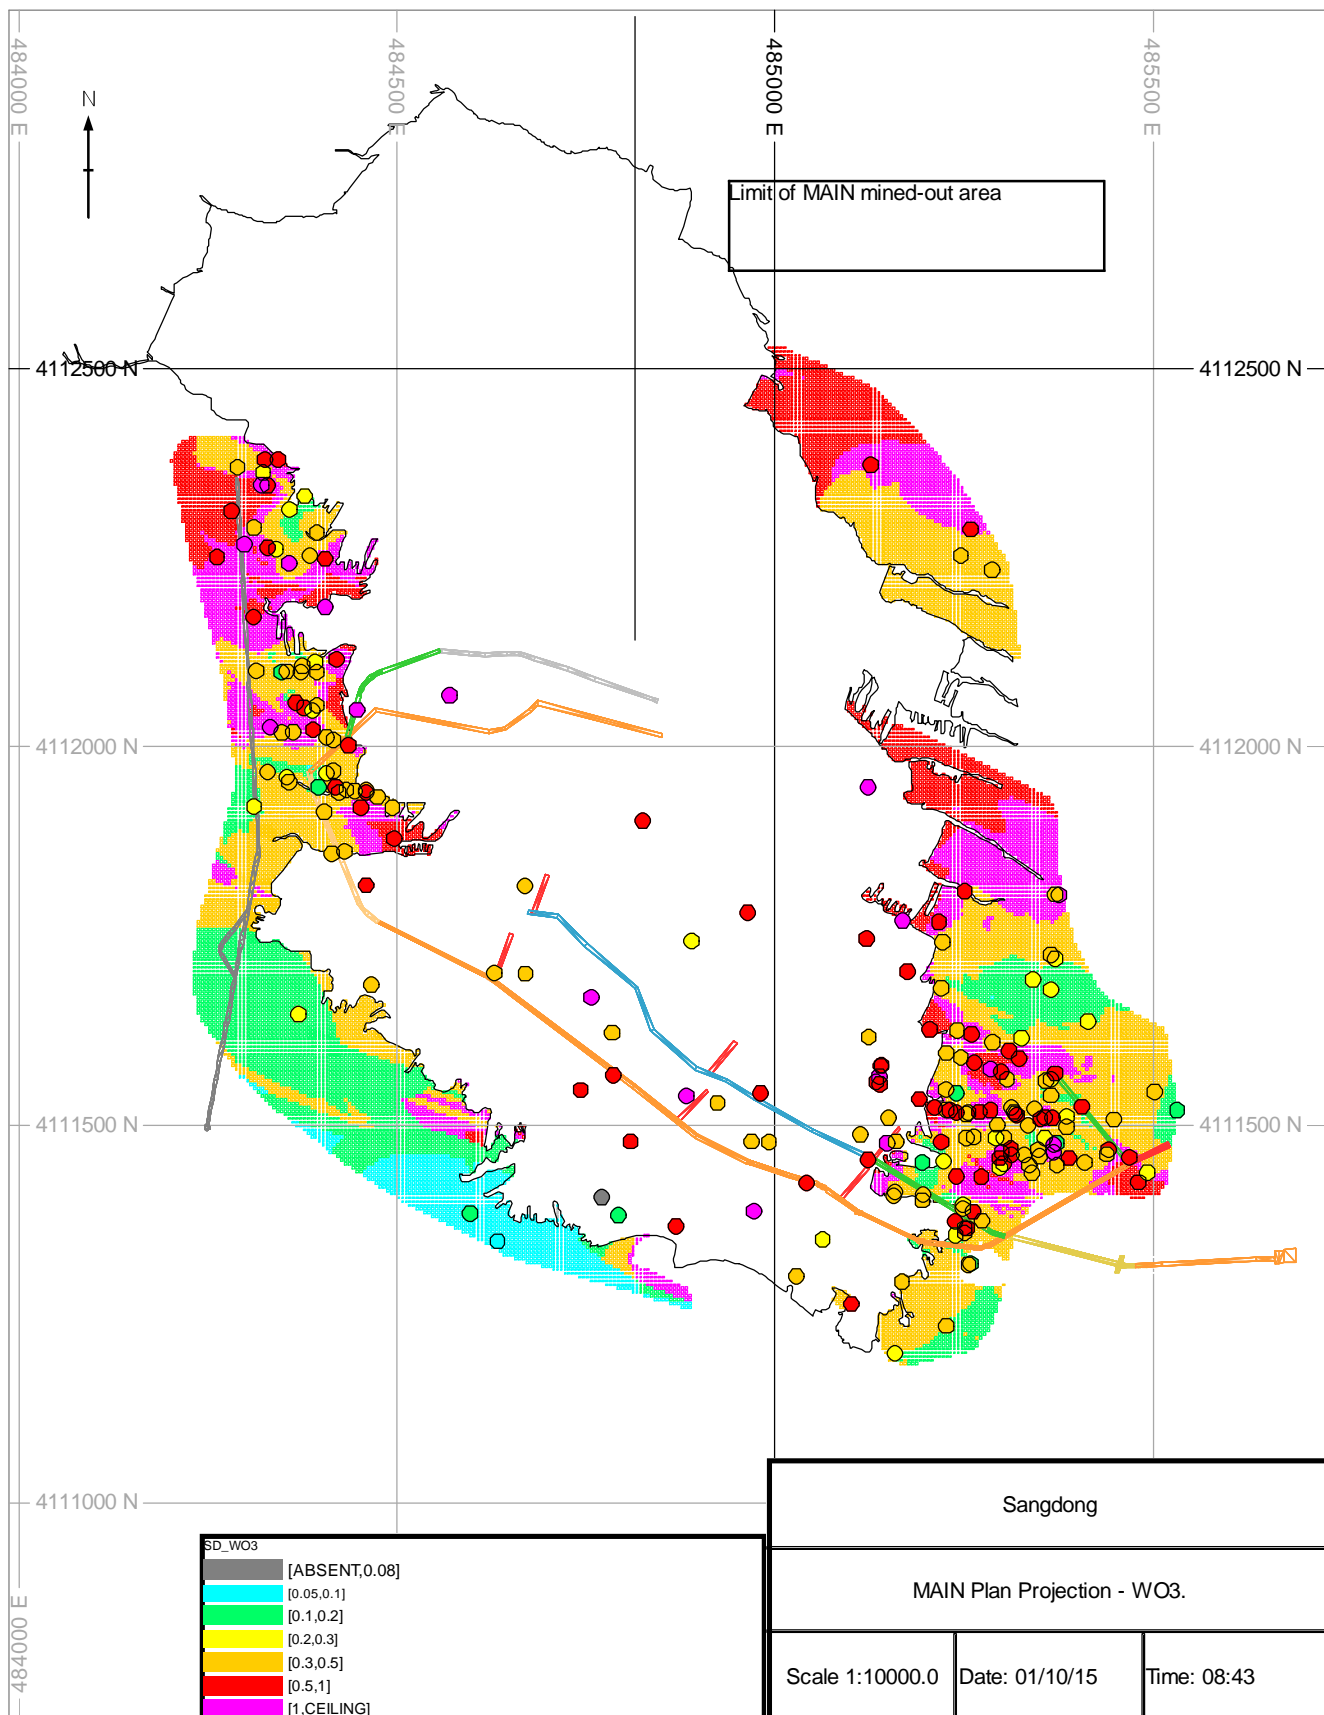 484000 E
484500 E
485000 E
485500 E
N
Limit of MAIN mined-out area
4112500 N
4112500 N
4112000 N
4112000 N
4111500 N
4111500 N
4111000 N
484000 E
Sangdong
MAIN Plan Projection - WO3.
Scale 1:10000.0
Date: 01/10/15
Time: 08:43
SD_WO3
[ABSENT,0.08]
[0.05,0.1]
[0.1,0.2]
[0.2,0.3]
[0.3,0.5]
[0.5,1]
[1,CEILING]